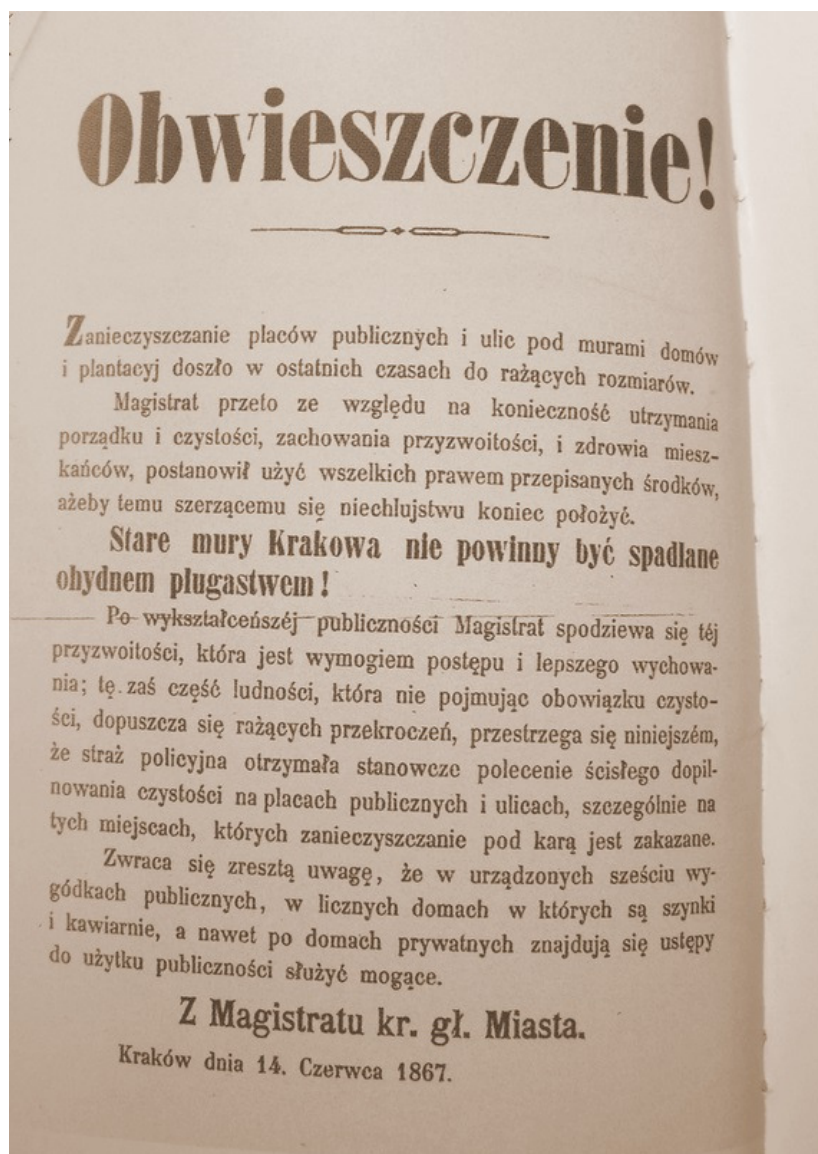 Obwieszczenie!
Zanieczyszczanie placów publicznych i ulic pod murami domów
i plantacyj doszło w ostatnich czasach do rażących rozmiarów.
Magistrat przeto ze względu na konieczność utrzymania
porządku i czystości, zachowania przyzwoitości, i zdrowia miesz-
kańców, postanowił użyć wszelkich prawem przepisanych środków,
ażeby temu szerzącemu się niechlujstwu koniec położyć.
Stare mury Krakowa nie powinny być spadlane
ohydnem plugastwem!
Po wykształceńszéj publiczności Magistrat spodziewa się téj
przyzwoitości, która jest wymogiem postępu i lepszego wychowa-
nia; tę zaś część ludności, która nie pojmując obowiązku czysto-
ści, dopuszcza się rażących przekroczeń, przestrzega się niniejszém,
że straż policyjna otrzymała stanowcze polecenie ścisłego dopil-
nowania czystości na placach publicznych i ulicach, szczególnie na
tych miejscach, których zanieczyszczanie pod karą jest zakazane.
Zwraca się zresztą uwagę, że w urządzonych sześciu wy-
gódkach publicznych, w licznych domach w których są szynki
i kawiarnie, a nawet po domach prywatnych znajdują się ustępy
do użytku publiczności służyć mogące.
Z Magistratu kr. gł. Miasta.
Kraków dnia 14. Czerwca 1867.